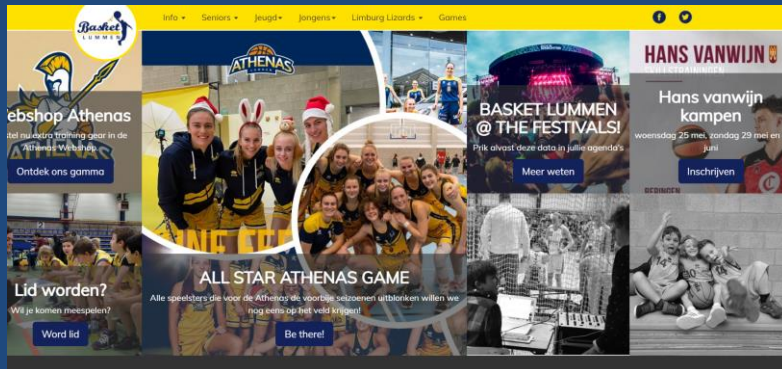 Basket
LUMMEN
Info Seniors Jeugd Jongens Limburg Lizards Games
ebshop Athenas
stel nu extra training gear in de
Athenas Webshop
Ontdek ons gamma
Lid worden?
Wil je komen meespelen?
Word lid
ATHENAS
ALL STAR ATHENAS GAME
Alle speelsters die voor de Athenas de voorbije seizoenen uitblonken willen we
nog eens op het veld krijgen!
Be there!
BASKET LUMMEN
@ THE FESTIVALS!
Prik alvast deze data in jullie agenda's
Meer weten
HANS VANWIJN
Hans vanwijn
kampen
woensdag 25 mei, zondag 29 mei en
juni
Inschrijven
BERINGEN